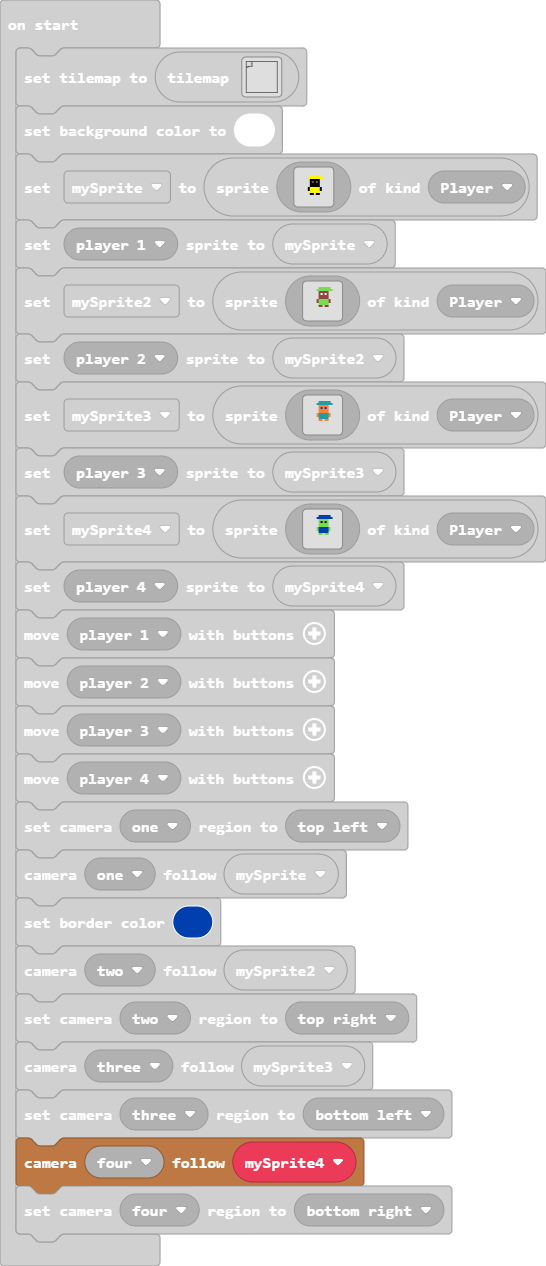 on start
set tilemap to tilemap
set background color to
set mySprite to sprite of kind Player
set player 1 sprite to mySprite
set mySprite2 to sprite of kind Player
set player 2 sprite to mySprite2
set mySprite3 to sprite of kind Player
set player 3 sprite to mySprite3
set mySprite4 to sprite of kind Player
set player 4 sprite to mySprite4
move player 1 with buttons
move player 2 with buttons
move player 3 with buttons
move player 4 with buttons
set camera one region to top left
camera one follow mySprite
set border color
camera two follow mySprite2
set camera two region to top right
camera three follow mySprite3
set camera three region to bottom left
camera four follow mySprite4
set camera four region to bottom right